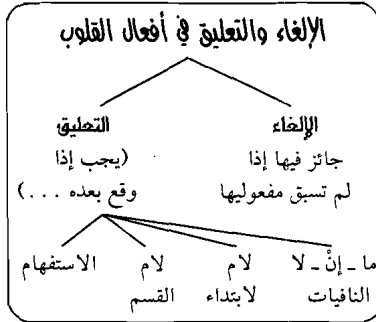 الإلغاء والتعليق في أفعال القلوب
الإلغاء
جائز فيها إذا
لم تسبق مفعوليها
التعليق
(يجب إذا
وقع بعده ...)
ما - إنْ - لا
النافيات
لام
لابتداء
لام
القسم
الاستفهام